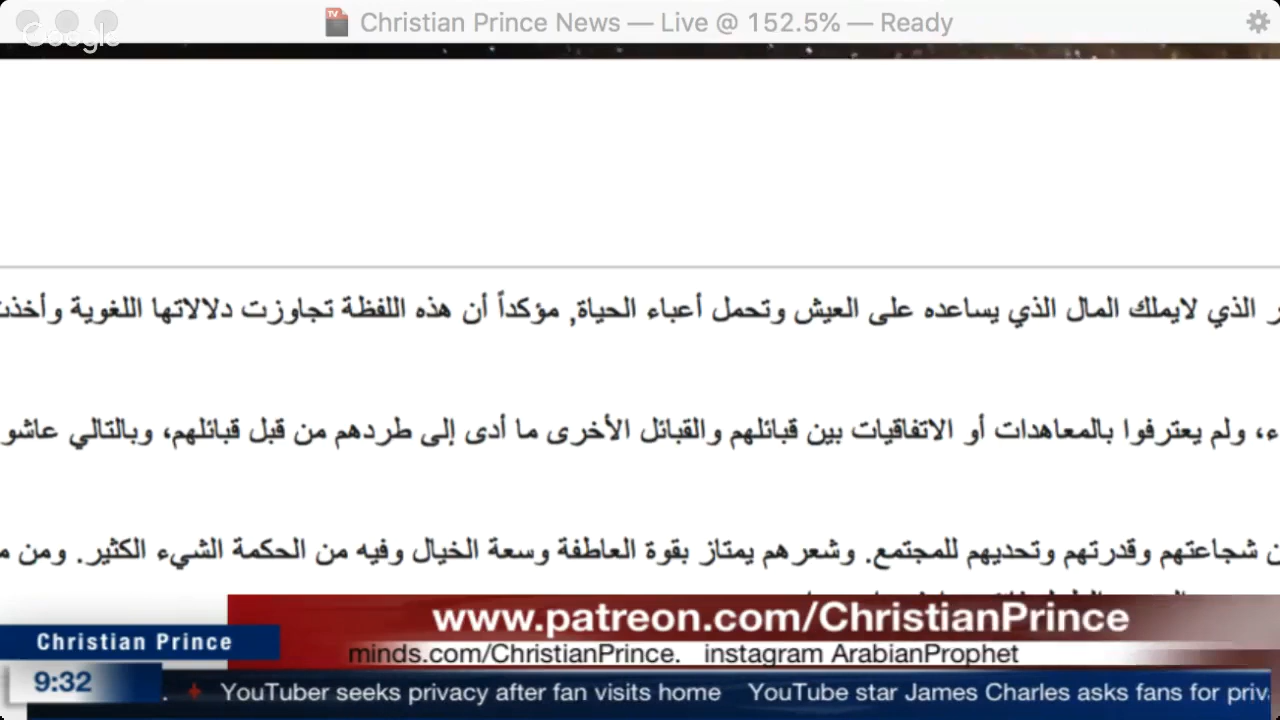 Google
Christian Prince News — Live @ 152.5% — Ready
ر الذي لايملك المال الذي يساعده على العيش وتحمل أعباء الحياة, مؤكداً أن هذه اللفظة تجاوزت دلالاتها اللغوية وأخذت
ء، ولم يعترفوا بالمعاهدات أو الاتفاقيات بين قبائلهم والقبائل الأخرى ما أدى إلى طردهم من قبل قبائلهم، وبالتالي عاشو
ن شجاعتهم وقدرتهم وتحديهم للمجتمع. وشعرهم يمتاز بقوة العاطفة وسعة الخيال وفيه من الحكمة الشيء الكثير. ومن م
www.patreon.com/ChristianPrince
Christian Prince
minds.com/ChristianPrince. instagram ArabianProphet
9:32
. + YouTuber seeks privacy after fan visits home YouTube star James Charles asks fans for priv